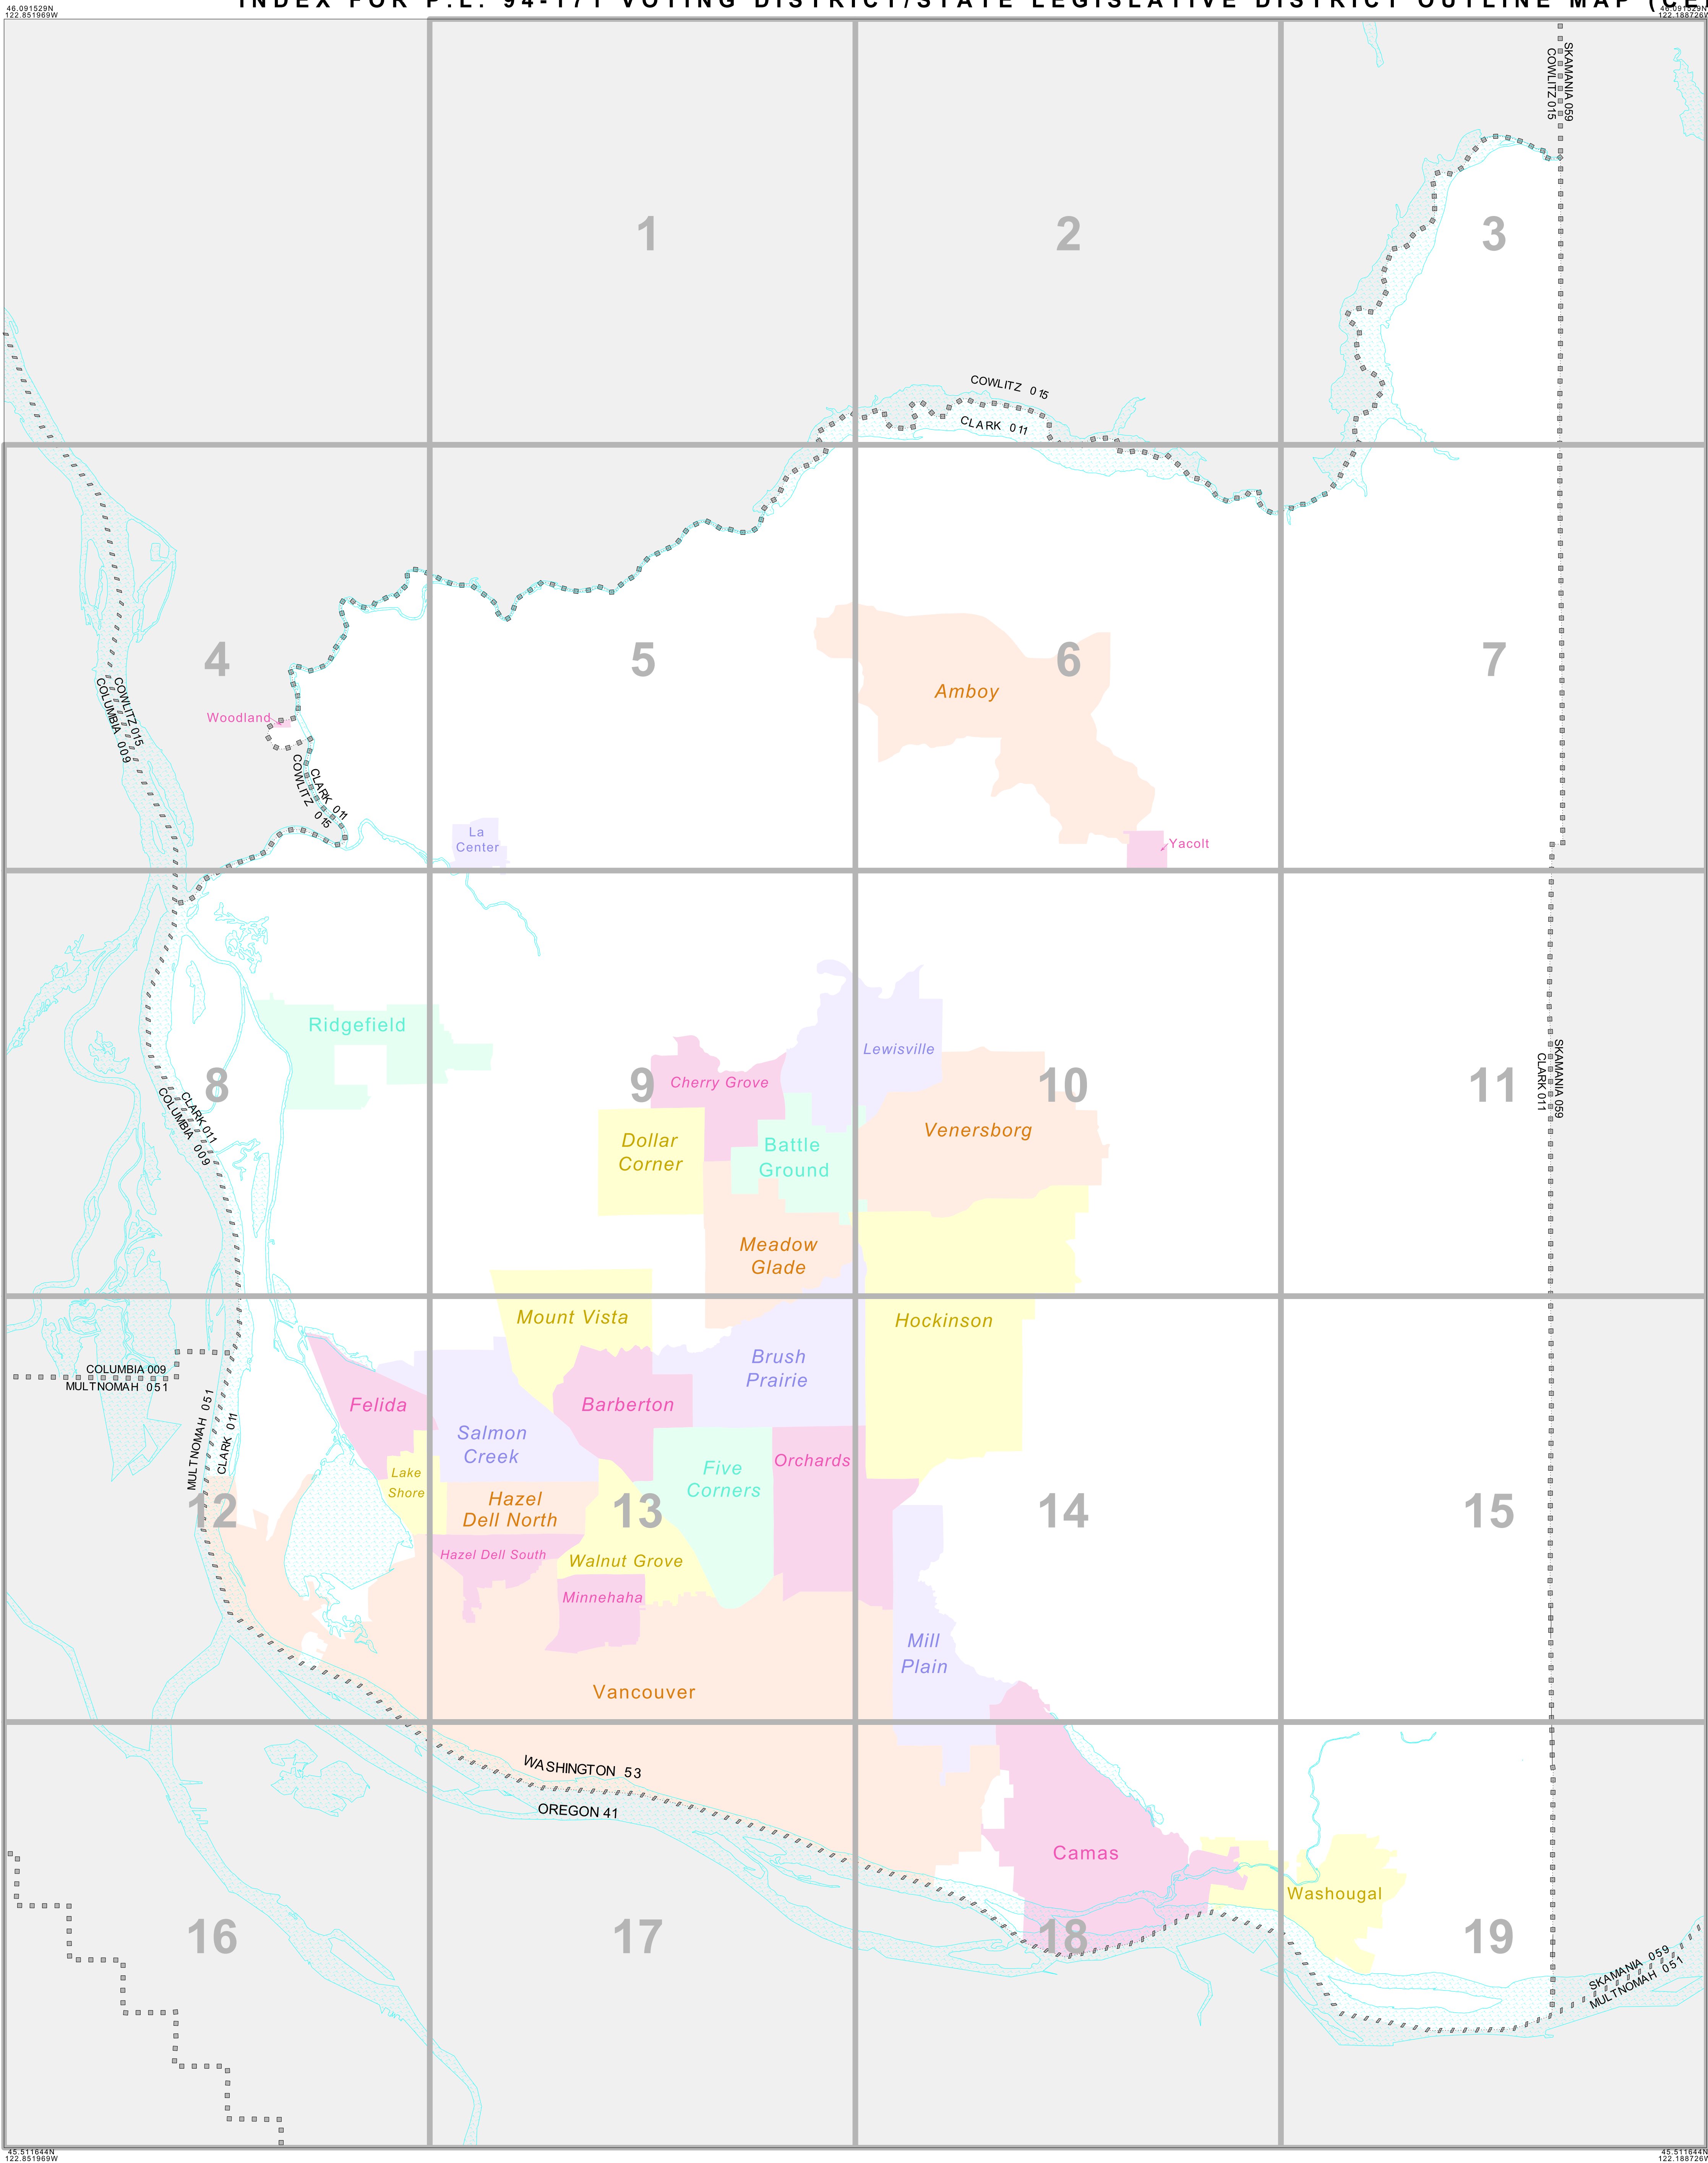 INDEX FOR P.L. 94-171 VOTING DISTRICT/STATE LEGISLATIVE DISTRICT OUTLINE MAP
46.091529N
122.851969W
46.091529N
122.188726W
SKAMANIA 059
COWLITZ 015
1
2
3
COWLITZ 015
CLARK 011
4
5
6
7
Amboy
Woodland
COWLITZ 015
COLUMBIA 009
CLARK 011
COWLITZ 015
La
Center
Yacolt
Ridgefield
Lewisville
8
9
10
11
Cherry Grove
SKAMANIA 059
CLARK 011
CLARK 011
COLUMBIA 009
Dollar
Corner
Battle
Ground
Venersborg
Meadow
Glade
Mount Vista
Hockinson
COLUMBIA 009
MULTNOMAH 051
Brush
Prairie
Felida
Barberton
MULTNOMAH 051
CLARK 011
Salmon
Creek
Orchards
Lake
Shore
Five
Corners
Hazel
Dell North
12
13
14
15
Hazel Dell South
Walnut Grove
Minnehaha
Mill
Plain
Vancouver
WASHINGTON 53
OREGON 41
Camas
Washougal
16
17
18
19
SKAMANIA 059
MULTNOMAH 051
45.511644N
122.851969W
45.511644N
122.188726W